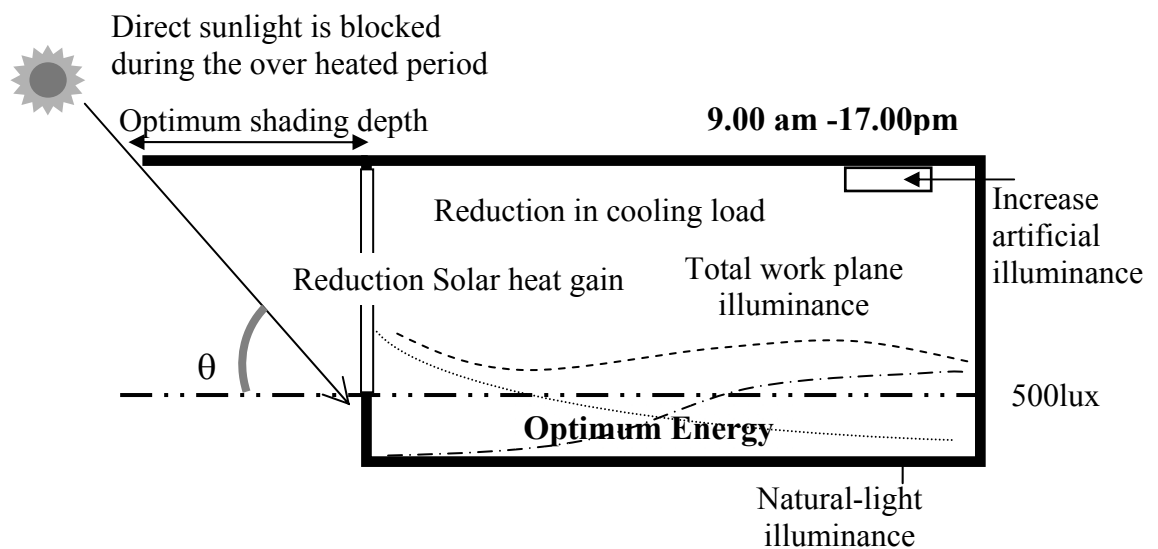 Direct sunlight is blocked
during the over heated period
Optimum shading depth
9.00 am -17.00pm
Reduction in cooling load
Increase
artificial
illuminance
Reduction Solar heat gain
Total work plane
illuminance
θ
500lux
Optimum Energy
Natural-light
illuminance